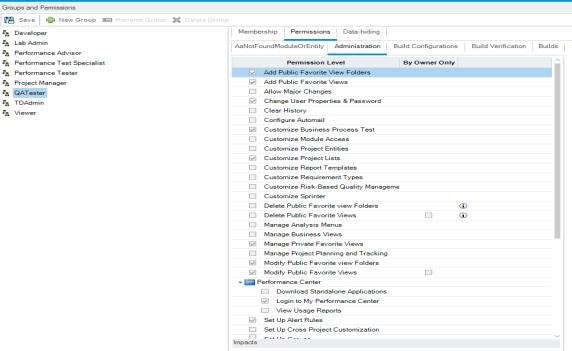 Groups and Permissions
Save New Group Rename Group Delete Group
Developer
Lab Admin
Performance Advisor
Performance Test Specialist
Performance Tester
Project Manager
QATester
TDAdmin
Viewer
Membership Permissions Data-hiding
AaNotFoundModuleOrEntity Administration Build Configurations Build Verification Builds
Permission Level By Owner Only
Add Public Favorite View Folders
Add Public Favorite Views
Allow Major Changes
Change User Properties & Password
Clear History
Configure Automail
Customize Business Process Test
Customize Module Access
Customize Project Entities
Customize Project Lists
Customize Report Templates
Customize Requirement Types
Customize Risk-Based Quality Manageme
Customize Sprinter
Delete Public Favorite view Folders
Delete Public Favorite Views
Manage Analysis Menus
Manage Business Views
Manage Private Favorite Views
Manage Project Planning and Tracking
Modify Public Favorite view Folders
Modify Public Favorite Views
Performance Center
Download Standalone Applications
Login to My Performance Center
View Usage Reports
Set Up Alert Rules
Set Up Cross Project Customization
Set Up Groups
Impacts